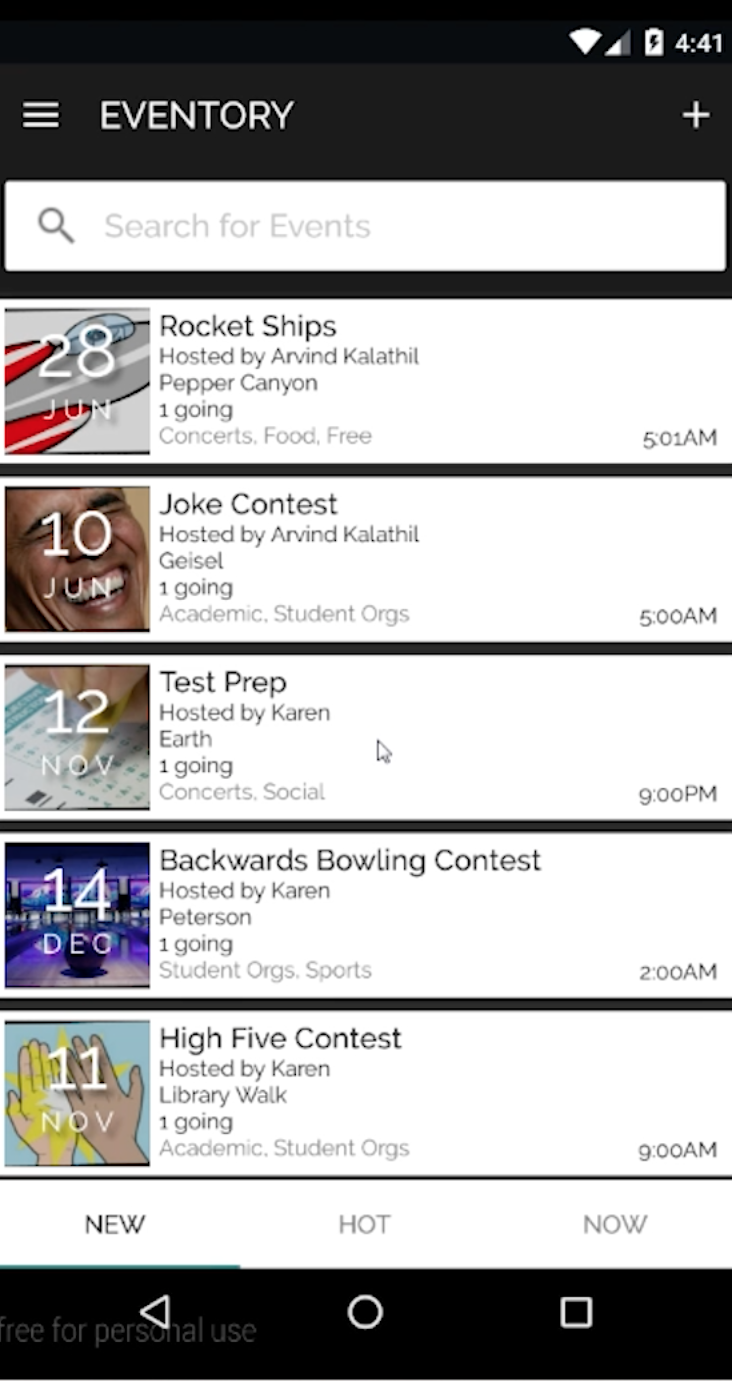 4:41
EVENTORY
Search for Events
28
JUN
Rocket Ships
Hosted by Arvind Kalathil
Pepper Canyon
1 going
Concerts, Food, Free
5:01AM
10
JUN
Joke Contest
Hosted by Arvind Kalathil
Geisel
1 going
Academic, Student Orgs
5:00AM
12
NOV
Test Prep
Hosted by Karen
Earth
1 going
Concerts, Social
9:00PM
14
DEC
Backwards Bowling Contest
Hosted by Karen
Peterson
1 going
Student Orgs, Sports
2:00AM
11
NOV
High Five Contest
Hosted by Karen
Library Walk
1 going
Academic, Student Orgs
9:00AM
NEW HOT NOW
free for personal use